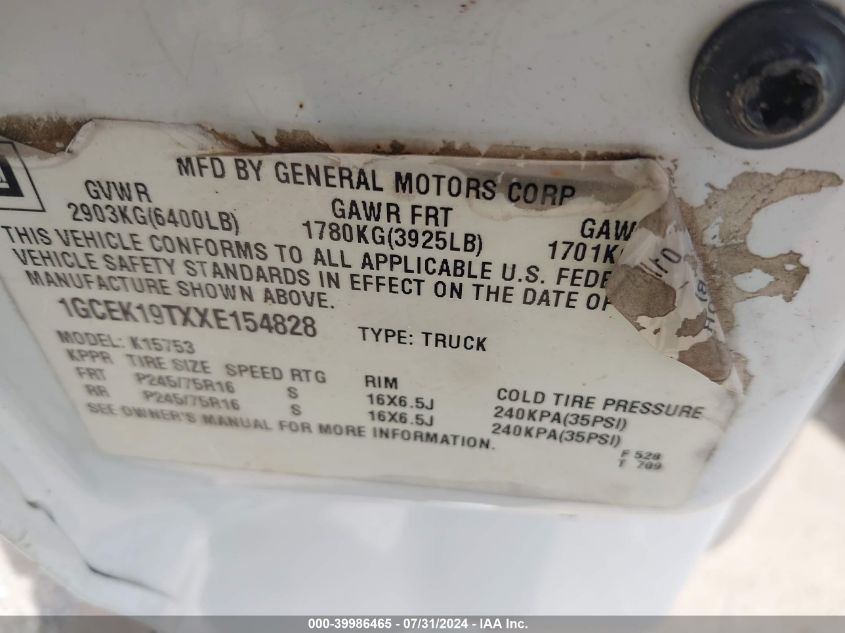 MFD BY GENERAL MOTORS CORP
GVWR GAWR FRT
2903KG(6400LB) 1780KG(3925LB) 1701K
THIS VEHICLE CONFORMS TO ALL APPLICABLE U.S. FEDE
VEHICLE SAFETY STANDARDS IN EFFECT ON THE DATE OF
MANUFACTURE SHOWN ABOVE.
1GCEK19TXXE154828 TYPE: TRUCK
MODEL: K15753
KPPR TIRE SIZE SPEED RTG RIM COLD TIRE PRESSURE
FRT P245/75R16 S 16X6.5J 240KPA(35PSI)
RR P245/75R16 S 16X6.5J 240KPA(35PSI)
SEE OWNER'S MANUAL FOR MORE INFORMATION.
F 528
T 709
000-39986465 - 07/31/2024 - IAA Inc.